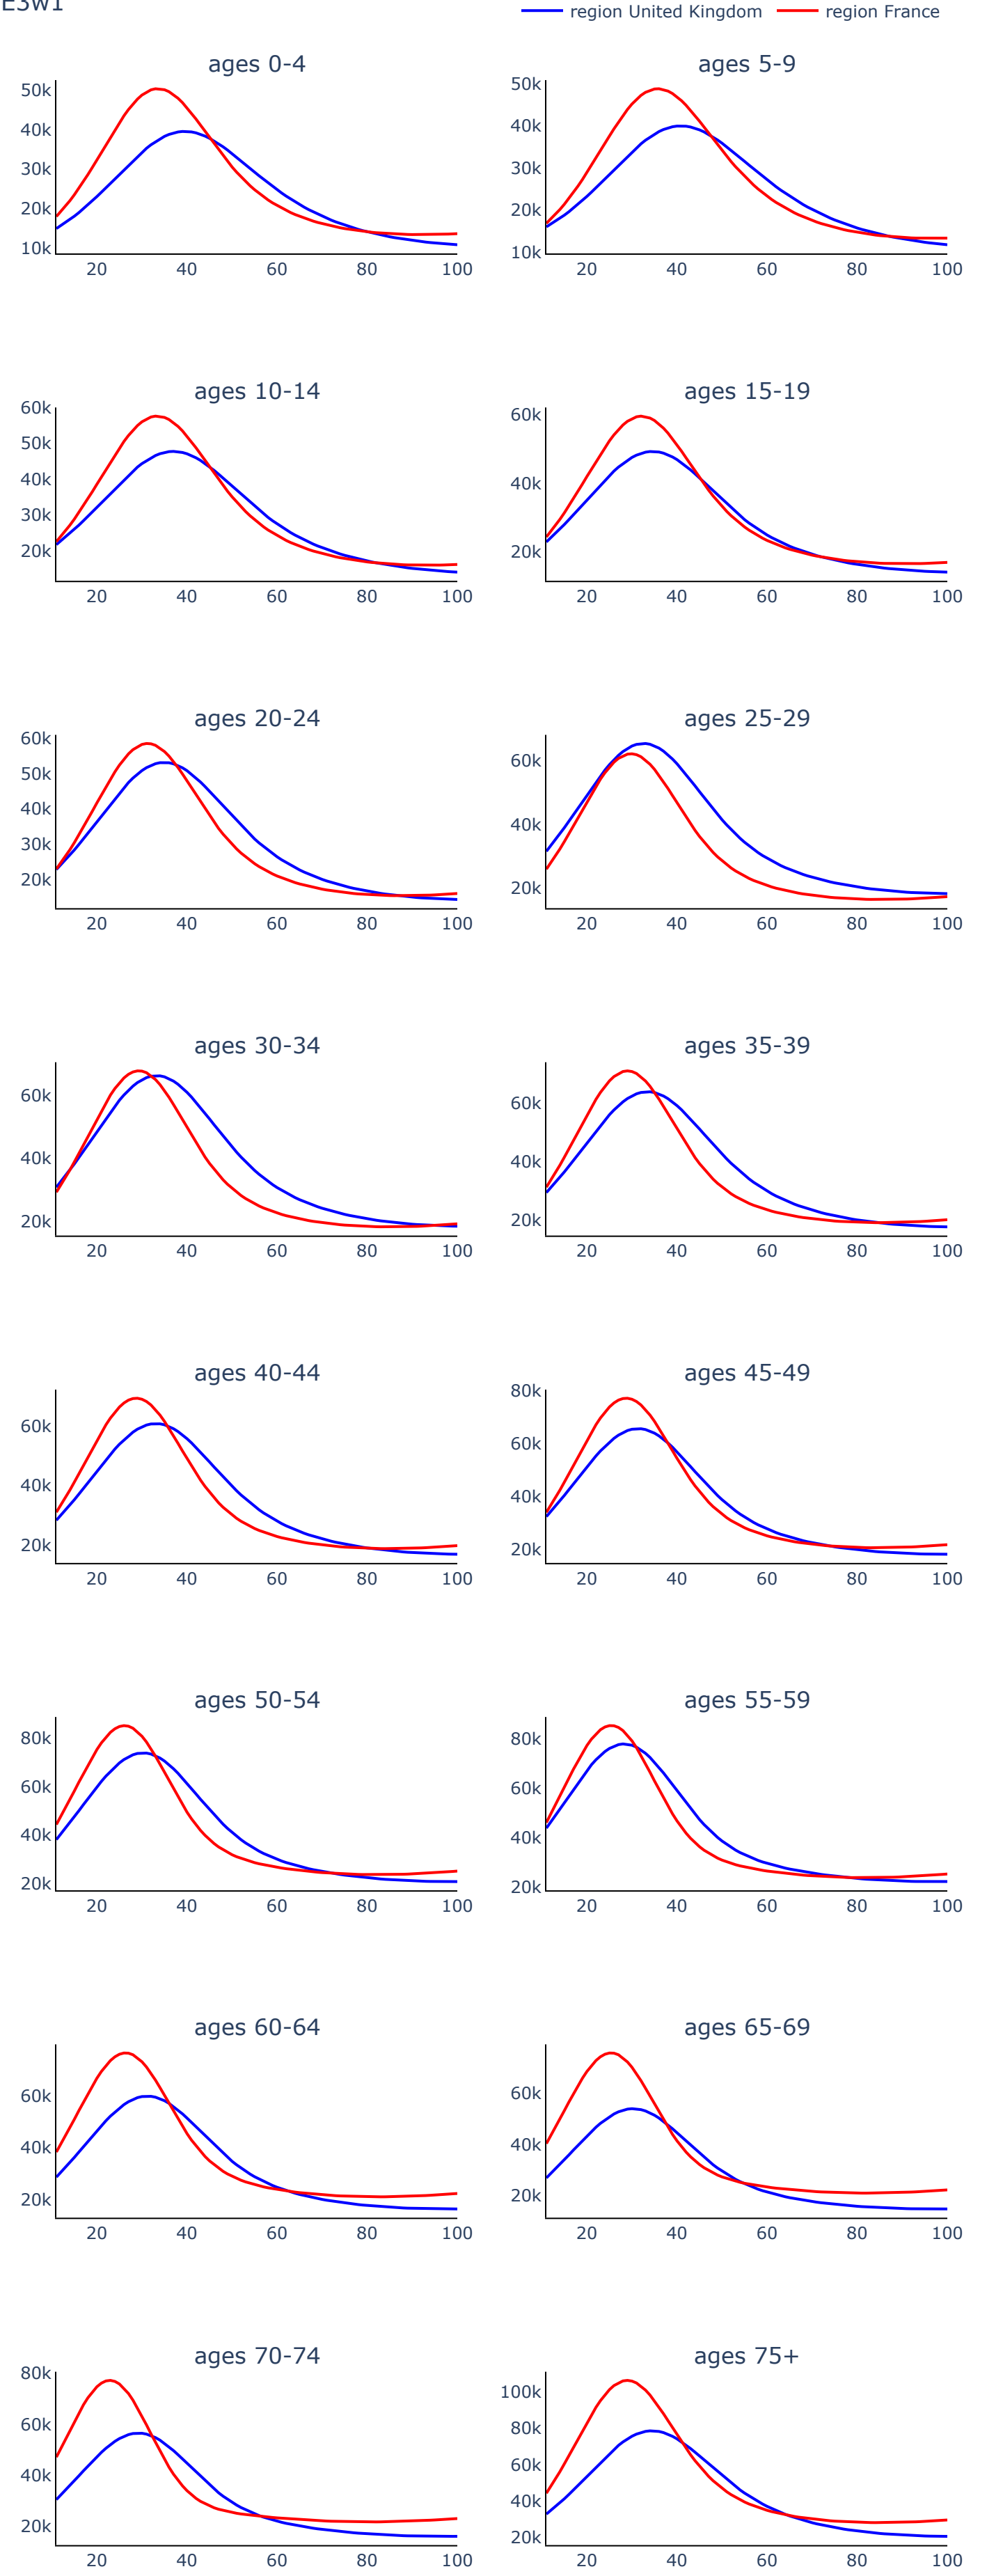 E3w1
region United Kingdom region France
ages 0-4 ages 5-9
50k
40k
30k
20k
10k
20 40 60 80 100
50k
40k
30k
20k
10k
20 40 60 80 100
ages 10-14 ages 15-19
60k
50k
40k
30k
20k
20 40 60 80 100
60k
40k
20k
20 40 60 80 100
ages 20-24 ages 25-29
60k
50k
40k
30k
20k
20 40 60 80 100
60k
40k
20k
20 40 60 80 100
ages 30-34 ages 35-39
60k
40k
20k
20 40 60 80 100
60k
40k
20k
20 40 60 80 100
ages 40-44 ages 45-49
60k
40k
20k
20 40 60 80 100
80k
60k
40k
20k
20 40 60 80 100
ages 50-54 ages 55-59
80k
60k
40k
20k
20 40 60 80 100
80k
60k
40k
20k
20 40 60 80 100
ages 60-64 ages 65-69
60k
40k
20k
20 40 60 80 100
60k
40k
20k
20 40 60 80 100
ages 70-74 ages 75+
80k
60k
40k
20k
20 40 60 80 100
100k
80k
60k
40k
20k
20 40 60 80 100